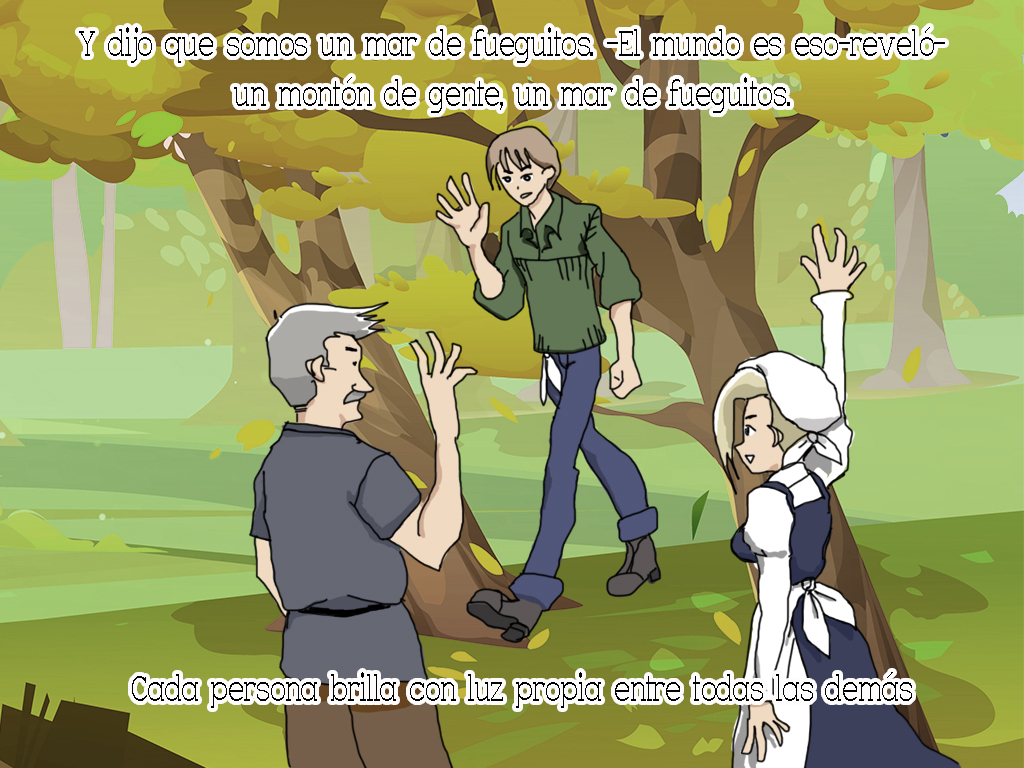 Y dijo que somos un mar de fueguitos. -El mundo es eso-reveló-
un montón de gente, un mar de fueguitos.
Cada persona brilla con luz propia entre todas las demás